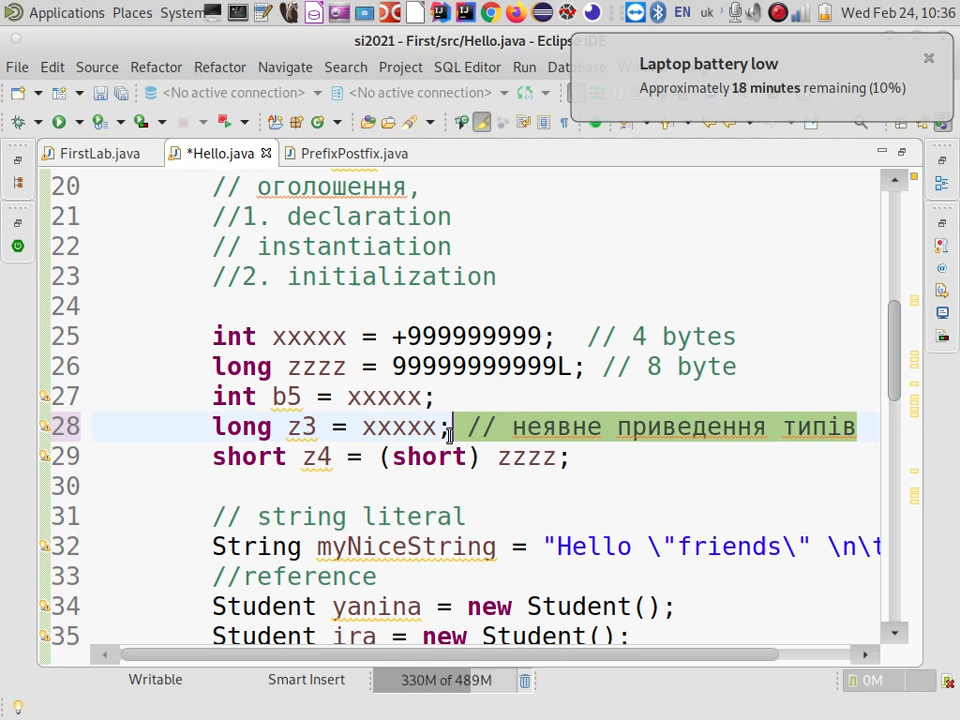 Applications Places System EN uk Wed Feb 24, 10:36
si2021 - First/src/Hello.java - Eclipse IDE
Laptop battery low
Approximately 18 minutes remaining (10%)
File Edit Source Refactor Refactor Navigate Search Project SQL Editor Run
<No active connection> <No active connection>
FirstLab.java *Hello.java PrefixPostfix.java
20 // оголошення,
21 //1. declaration
22 // instantiation
23 //2. initialization
24
25 int xxxxx = +999999999; // 4 bytes
26 long zzzz = 99999999999L; // 8 byte
27 int b5 = xxxxx;
28 long z3 = xxxxx; // неявне приведення типів
29 short z4 = (short) zzzz;
30
31 // string literal
32 String myNiceString = "Hello \"friends\" \n\t
33 //reference
34 Student yanina = new Student();
35 Student ira = new Student();
Writable Smart Insert 330M of 489M 0M